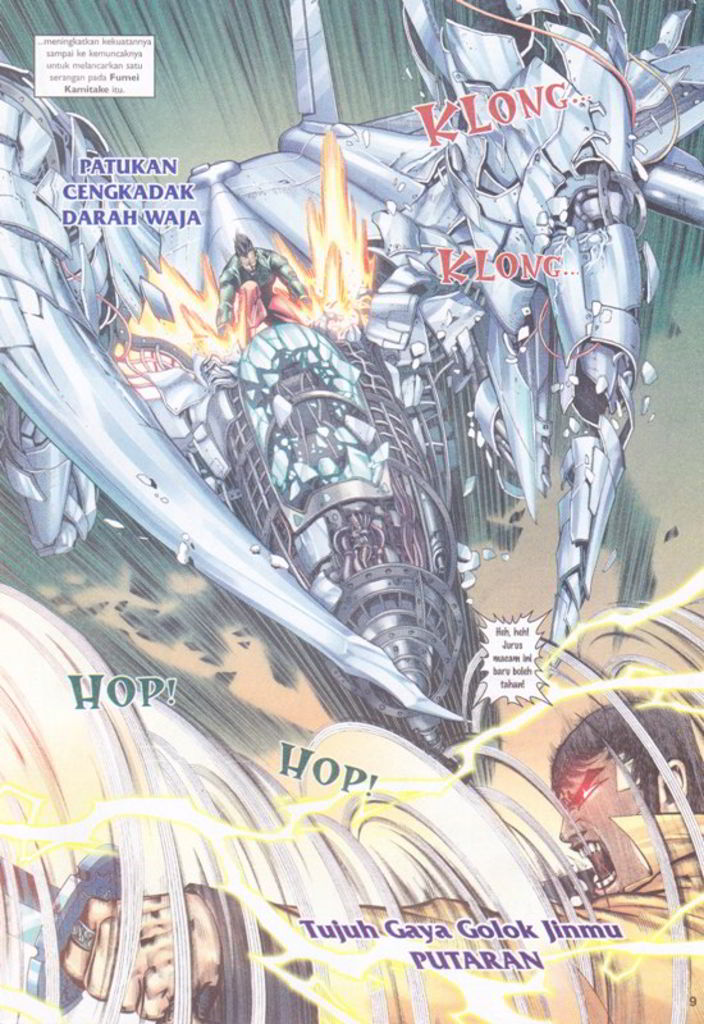 ...meningkatkan kekuatannya
sampai ke kemuncaknya
untuk melancarkan satu
serangan pada Fumei
Kamitake itu.
KLONG...
PATUKAN
CENGKADAK
DARAH WAJA
KLONG...
Heh, heh!
Jurus
macam ini
baru boleh
tahan!
HOP!
HOP!
Tujuh Gaya Golok Jinmu
PUTARAN
9